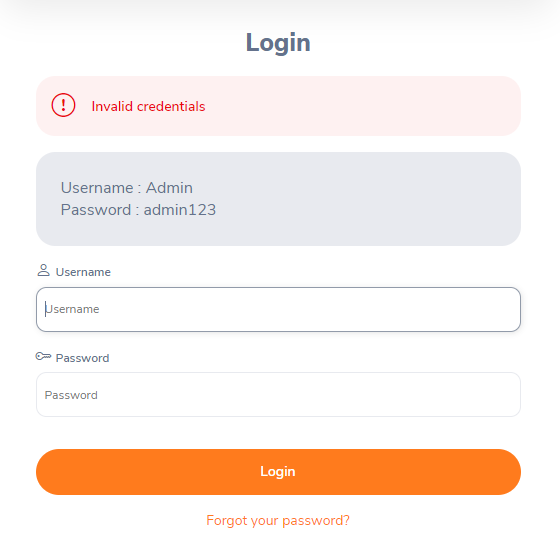 Login
Invalid credentials
Username : Admin
Password : admin123
Username
Username
Password
Password
Login
Forgot your password?